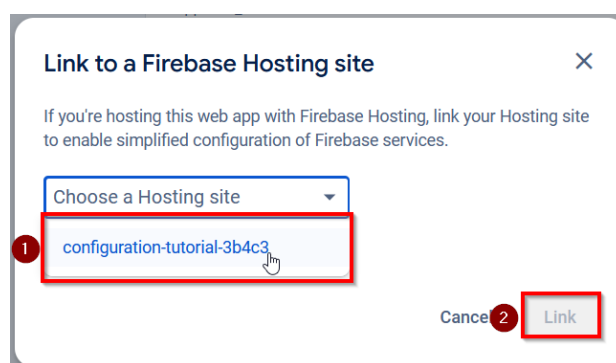 Link to a Firebase Hosting site
If you're hosting this web app with Firebase Hosting, link your Hosting site
to enable simplified configuration of Firebase services.
Choose a Hosting site
1
configuration-tutorial-3b4c3
Cancel
2
Link